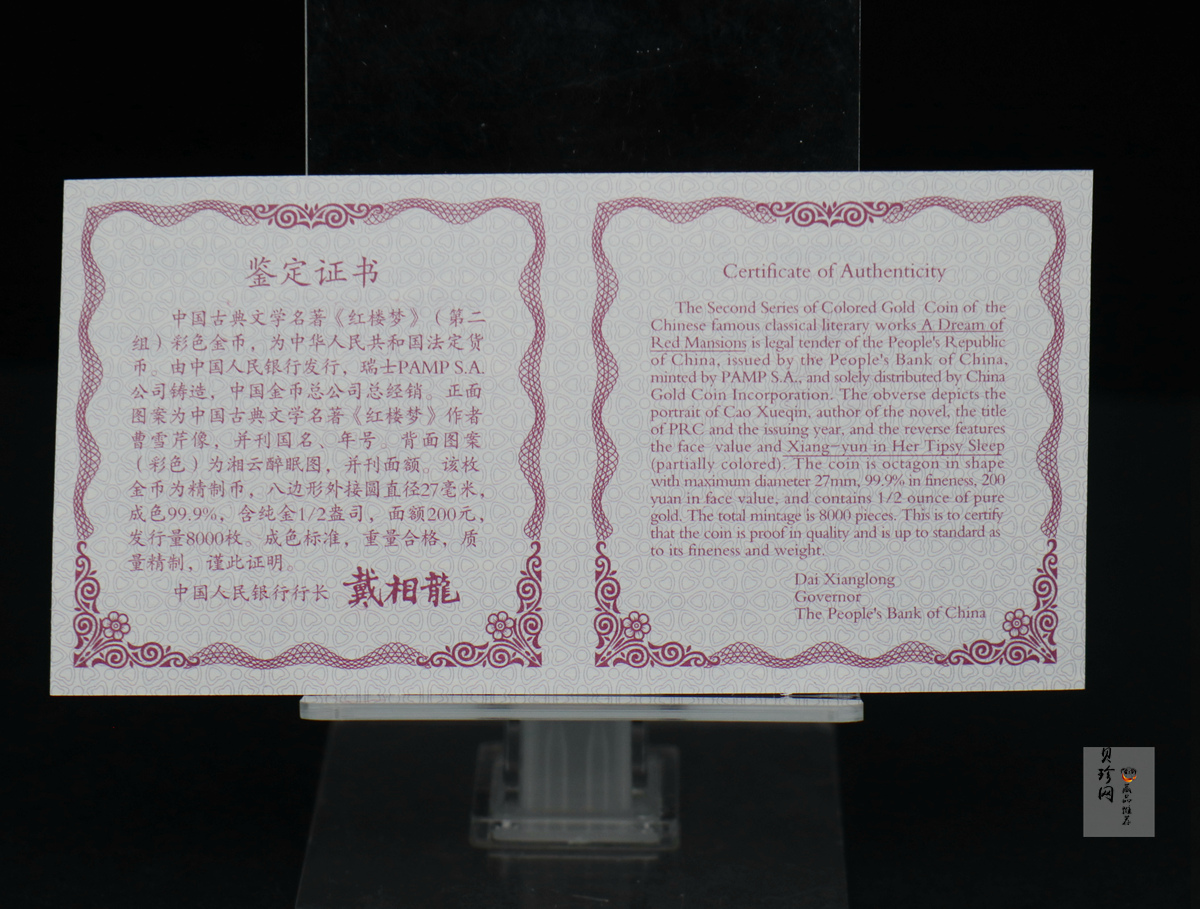 鉴定证书
中国古典文学名著《红楼梦》（第二
组）彩色金币，为中华人民共和国法定货
币。由中国人民银行发行，瑞士PAMP S.A.
公司铸造，中国金币总公司总经销。正面
图案为中国古典文学名著《红楼梦》作者
曹雪芹像，并刊国名、年号。背面图案
（彩色）为湘云醉眠图，并刊面额。该枚
金币为精制币，八边形外接圆直径27毫米，
成色99.9%，含纯金1/2盎司，面额200元，
发行量8000枚。成色标准，重量合格，质
量精制，谨此证明。
中国人民银行行长 戴相龍
Certificate of Authenticity
The Second Series of Colored Gold Coin of the
Chinese famous classical literary works A Dream of
Red Mansions is legal tender of the People's Republic
of China, issued by the People's Bank of China,
minted by PAMP S.A., and solely distributed by China
Gold Coin Incorporation. The obverse depicts the
portrait of Cao Xueqin, author of the novel, the title
of PRC and the issuing year, and the reverse features
the face value and Xiang-yun in Her Tipsy Sleep
(partially colored). The coin is octagon in shape
with maximum diameter 27mm, 99.9% in fineness, 200
yuan in face value, and contains 1/2 ounce of pure
gold. The total mintage is 8000 pieces. This is to certify
that the coin is proof in quality and is up to standard as
to its fineness and weight.
Dai Xianglong
Governor
The People's Bank of China
贝珍网
藏品推荐